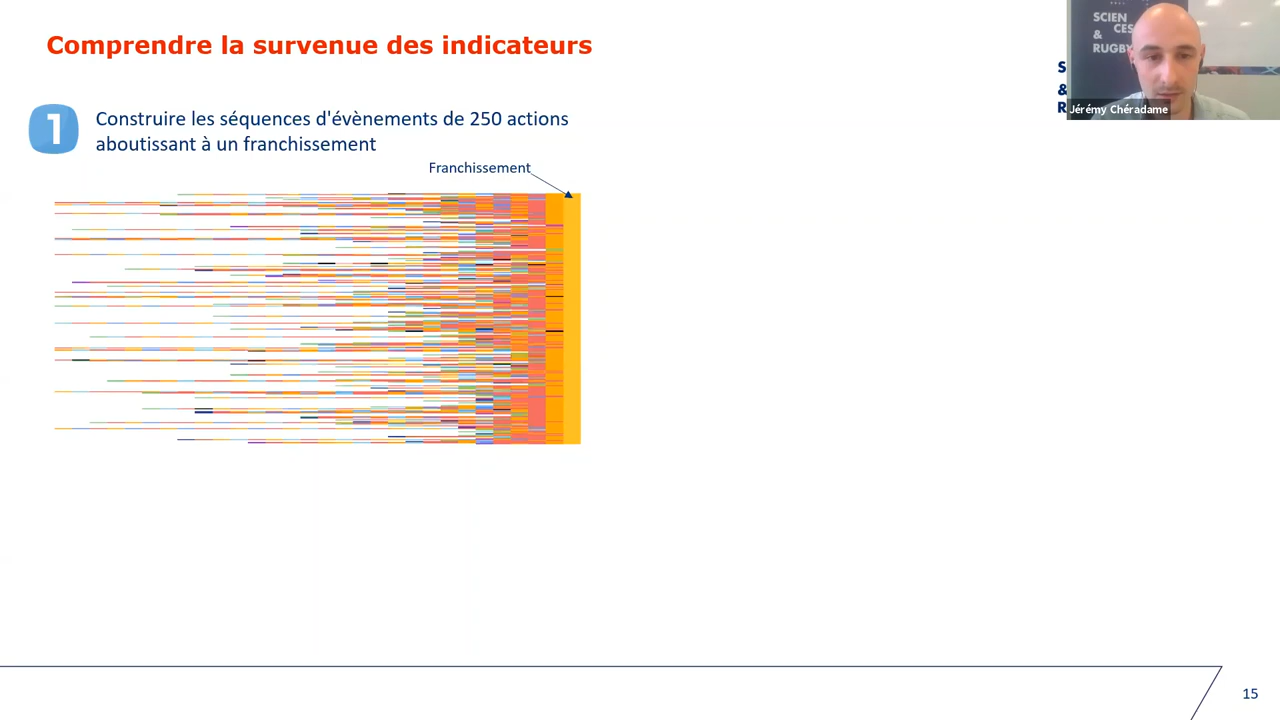 Comprendre la survenue des indicateurs
1
Construire les séquences d'évènements de 250 actions
aboutissant à un franchissement
Franchissement
S
&
R
SCIEN
CES
&
RUGBY
Jérémy Chéradame
15